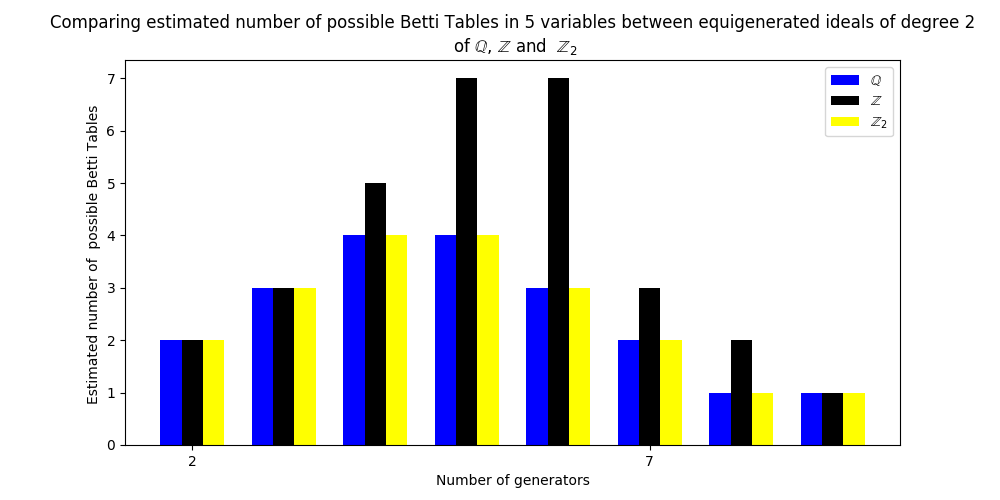 Comparing estimated number of possible Betti Tables in 5 variables between equigenerated ideals of degree 2
of ℚ, ℤ and ℤ₂
ℚ
ℤ
ℤ₂
Estimated number of possible Betti Tables
7
6
5
4
3
2
1
0
2 7
Number of generators